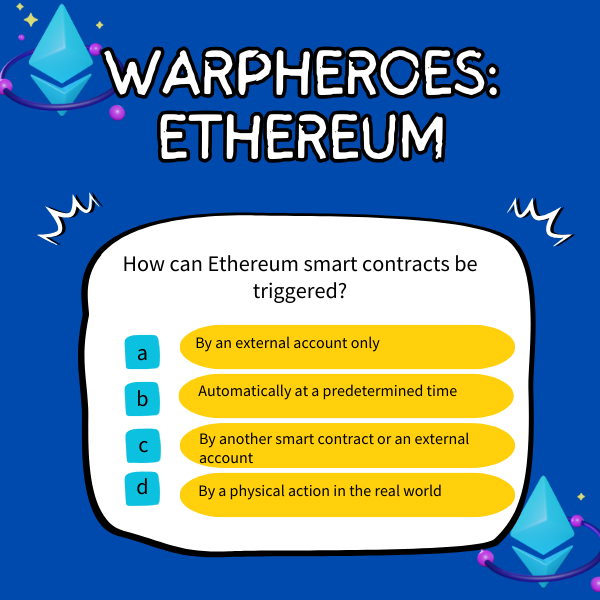 WARPHEROES:
ETHEREUM
How can Ethereum smart contracts be
triggered?
a
By an external account only
b
Automatically at a predetermined time
c
By another smart contract or an external
account
d
By a physical action in the real world